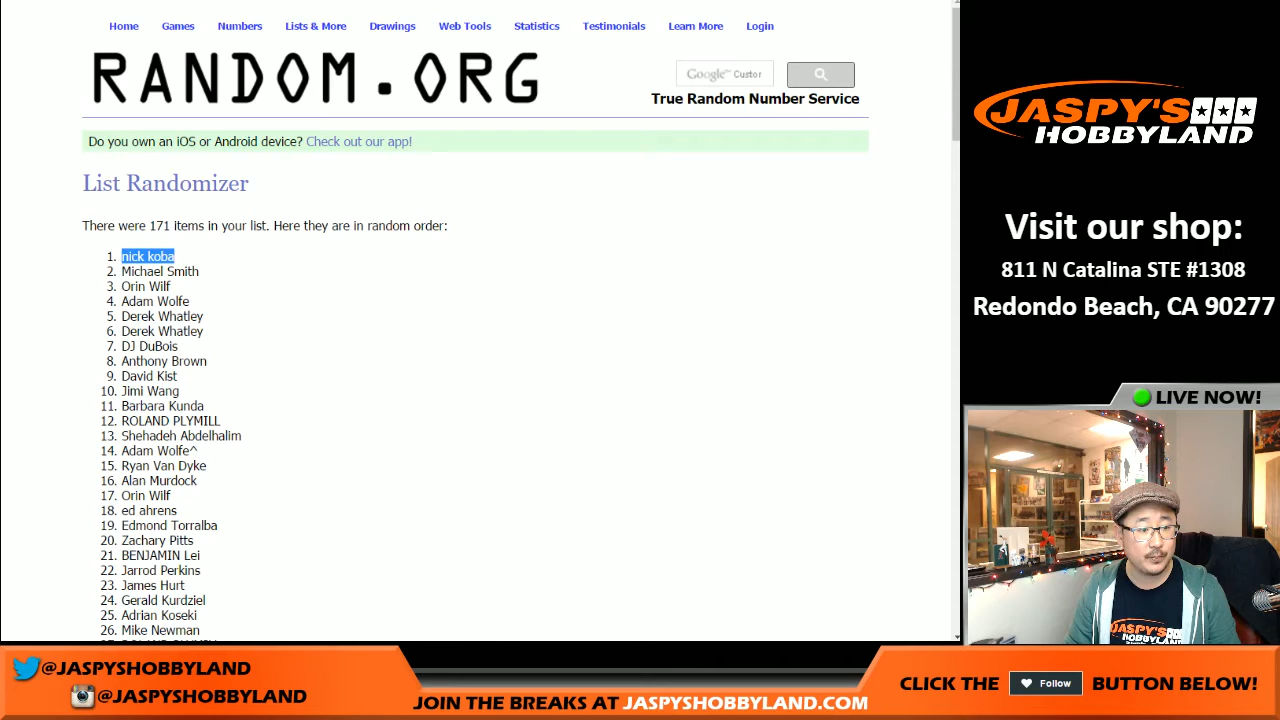 Home Games Numbers Lists & More Drawings Web Tools Statistics Testimonials Learn More Login
RANDOM.ORG
Google™ Custor
True Random Number Service
Do you own an iOS or Android device? Check out our app!
List Randomizer
There were 171 items in your list. Here they are in random order:
1. nick koba
2. Michael Smith
3. Orin Wilf
4. Adam Wolfe
5. Derek Whatley
6. Derek Whatley
7. DJ DuBois
8. Anthony Brown
9. David Kist
10. Jimi Wang
11. Barbara Kunda
12. ROLAND PLYMILL
13. Shehadeh Abdelhalim
14. Adam Wolfe^
15. Ryan Van Dyke
16. Alan Murdock
17. Orin Wilf
18. ed ahrens
19. Edmond Torralba
20. Zachary Pitts
21. BENJAMIN Lei
22. Jarrod Perkins
23. James Hurt
24. Gerald Kurdziel
25. Adrian Koseki
26. Mike Newman
JASPY'S
HOBBYLAND
Visit our shop:
811 N Catalina STE #1308
Redondo Beach, CA 90277
LIVE NOW!
JASPY'S
HOBBYLAND
@JASPYSHOBBYLAND
@JASPYSHOBBYLAND
JOIN THE BREAKS AT JASPYSHOBBYLAND.COM
CLICK THE Follow BUTTON BELOW!